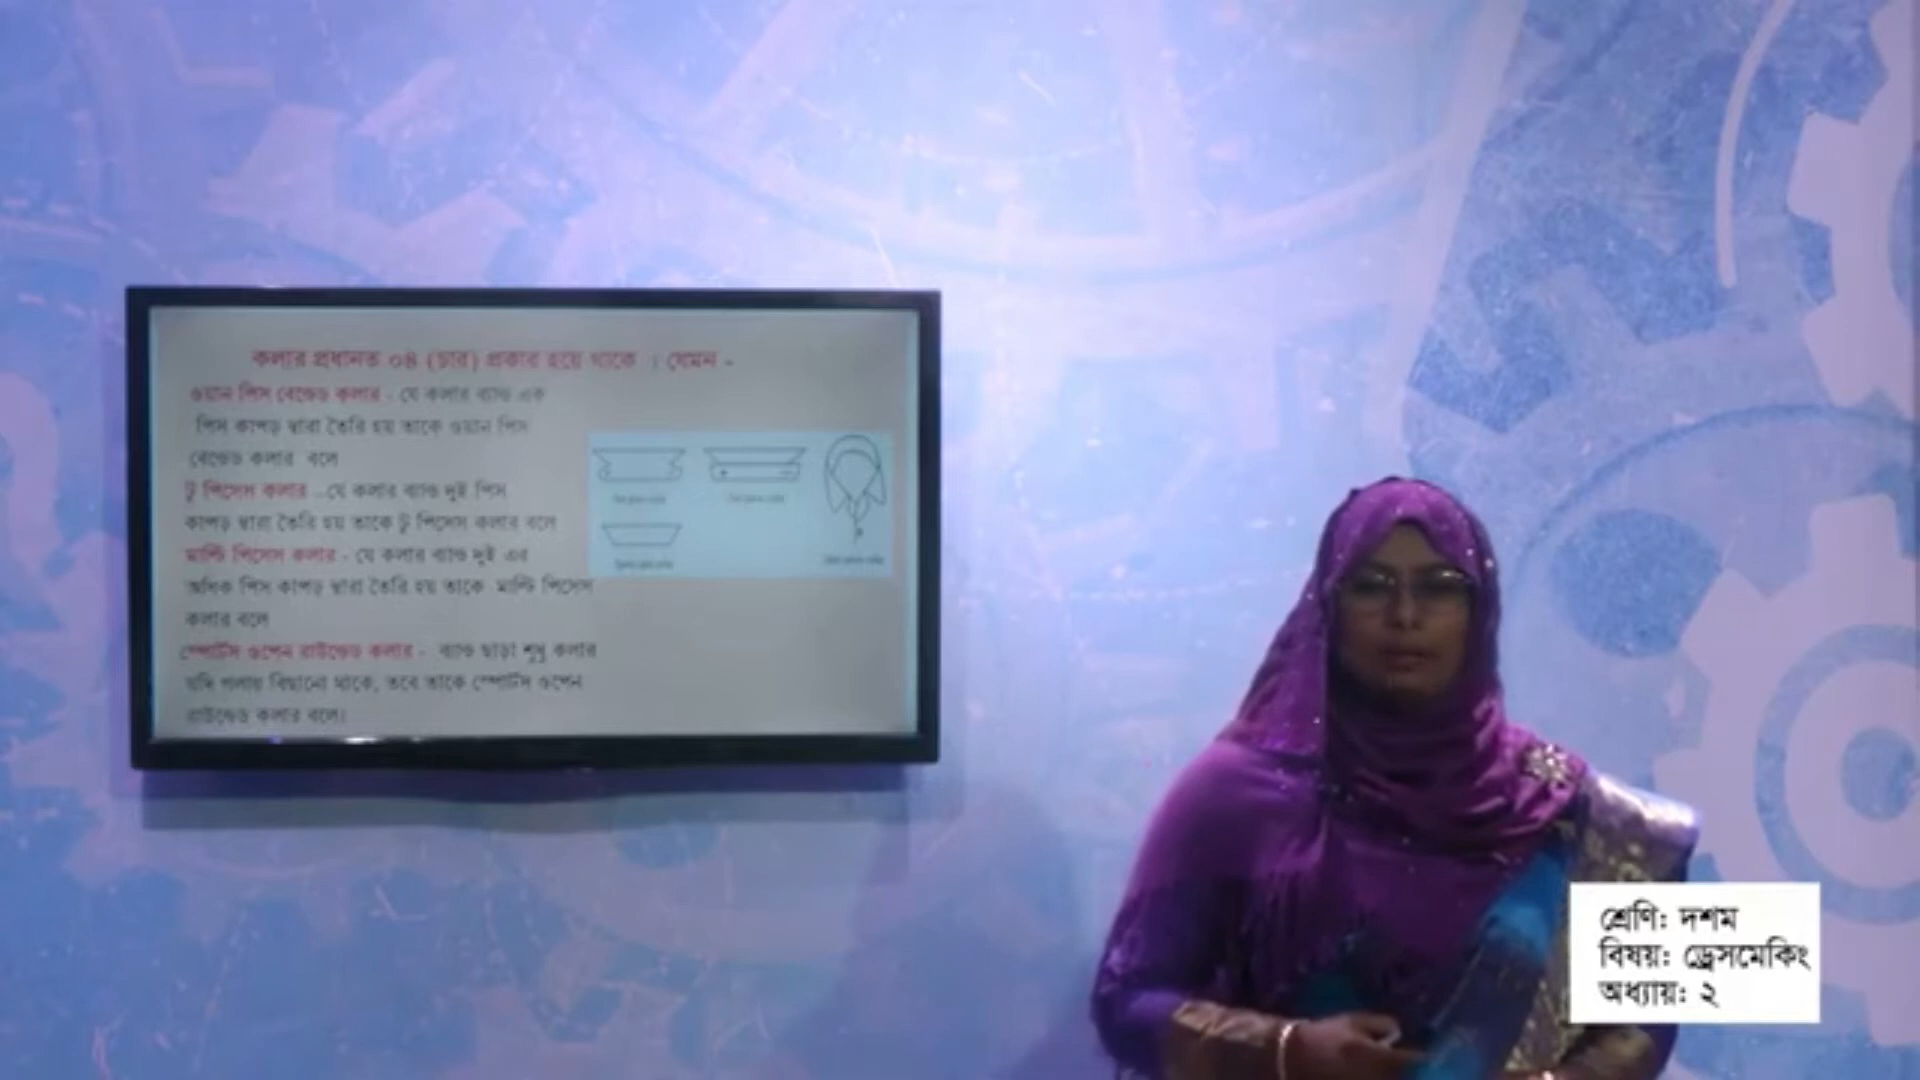 কলার প্রধানত ০৪ (চার) প্রকার হয়ে থাকে । যেমন -
ওয়ান পিস বেন্ডেড কলার - যে কলার ব্যান্ড এক
পিস কাপড় দ্বারা তৈরি হয় তাকে ওয়ান পিস
বেন্ডেড কলার বলে
টু পিসেস কলার -যে কলার ব্যান্ড দুই পিস
কাপড় দ্বারা তৈরি হয় তাকে টু পিসেস কলার বলে
মাল্টি পিসেস কলার - যে কলার ব্যান্ড দুই এর
অধিক পিস কাপড় দ্বারা তৈরি হয় তাকে মাল্টি পিসেস
কলার বলে
স্পোর্টস ওপেন রাউন্ডেড কলার - ব্যান্ড ছাড়া শুধু কলার
যদি গলায় বিছানো থাকে, তবে তাকে স্পোর্টস ওপেন
রাউন্ডেড কলার বলে।
শ্রেণি: দশম
বিষয়: ড্রেসমেকিং
অধ্যায়: ২